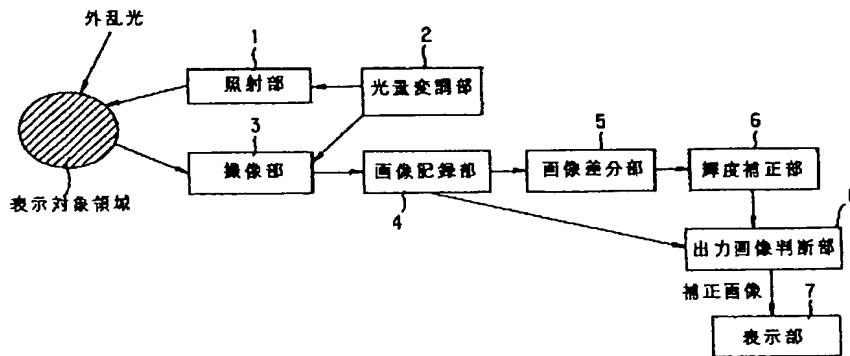 外乱光
1
2
照射部
光量変調部
3
5
6
撮像部
画像記録部
画像差分部
輝度補正部
表示対象領域
4
出力画像判断部
補正画像
7
表示部